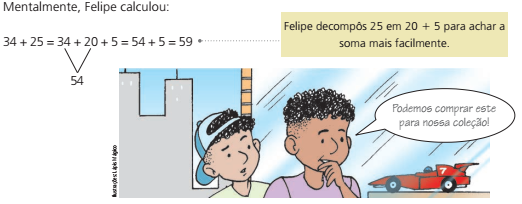 Mentalmente, Felipe calculou:
34 + 25 = 34 + 20 + 5 = 54 + 5 = 59
54
Felipe decompôs 25 em 20 + 5 para achar a
soma mais facilmente.
Podemos comprar este
para nossa coleção!
Ilustrações: Lápis Mágico